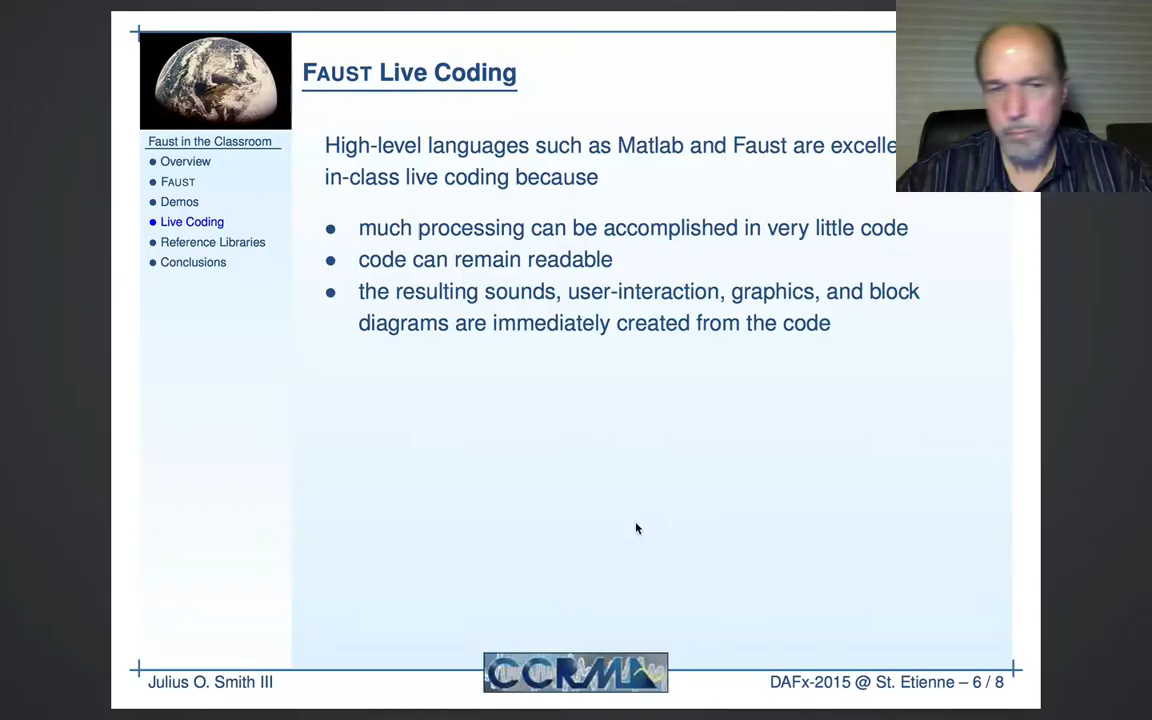 FAUST Live Coding
Faust in the Classroom
Overview
FAUST
Demos
Live Coding
Reference Libraries
Conclusions
High-level languages such as Matlab and Faust are
in-class live coding because
much processing can be accomplished in very little code
code can remain readable
the resulting sounds, user-interaction, graphics, and block
diagrams are immediately created from the code
CCRMA
Julius O. Smith III
DAFx-2015 @ St. Etienne – 6 / 8